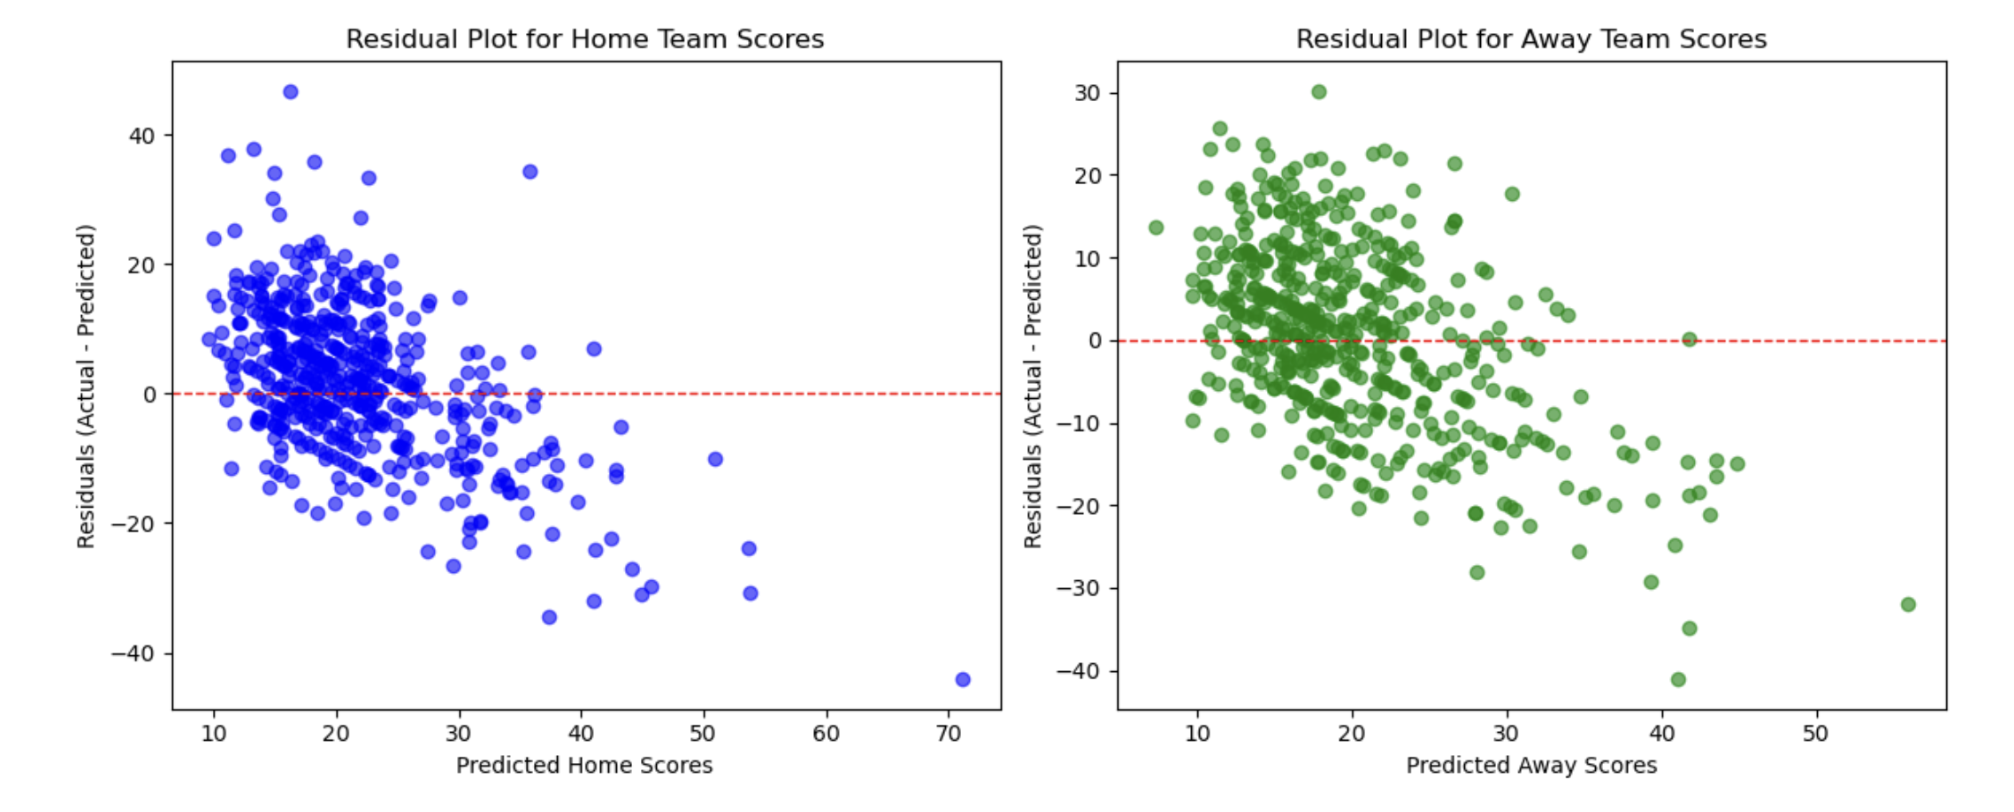 Residual Plot for Home Team Scores
Residuals (Actual - Predicted)
40
20
0
−20
−40
10 20 30 40 50 60 70
Predicted Home Scores
Residual Plot for Away Team Scores
Residuals (Actual - Predicted)
30
20
10
0
−10
−20
−30
−40
10 20 30 40 50
Predicted Away Scores